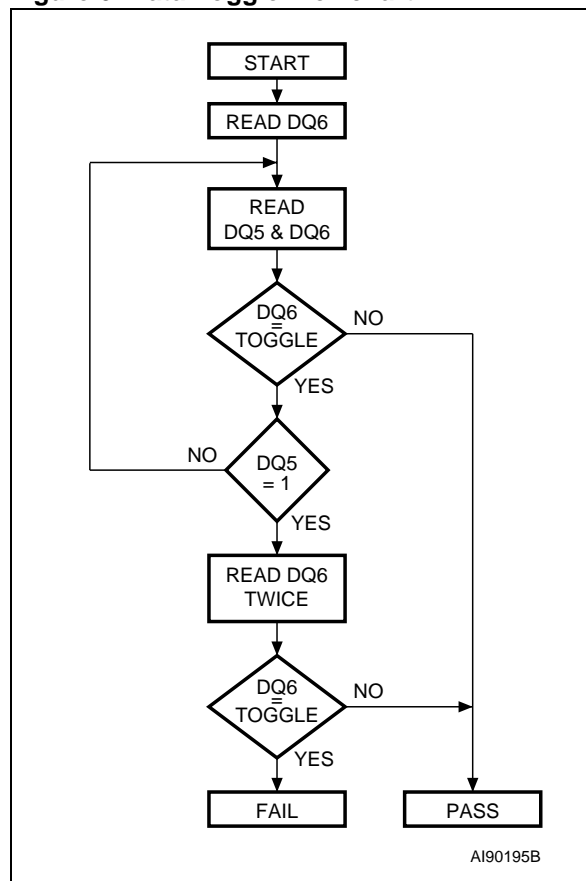 START
READ DQ6
READ
DQ5 & DQ6
DQ6
=
TOGGLE
NO
YES
NO
DQ5
= 1
YES
READ DQ6
TWICE
DQ6
=
TOGGLE
NO
YES
FAIL
PASS
AI90195B